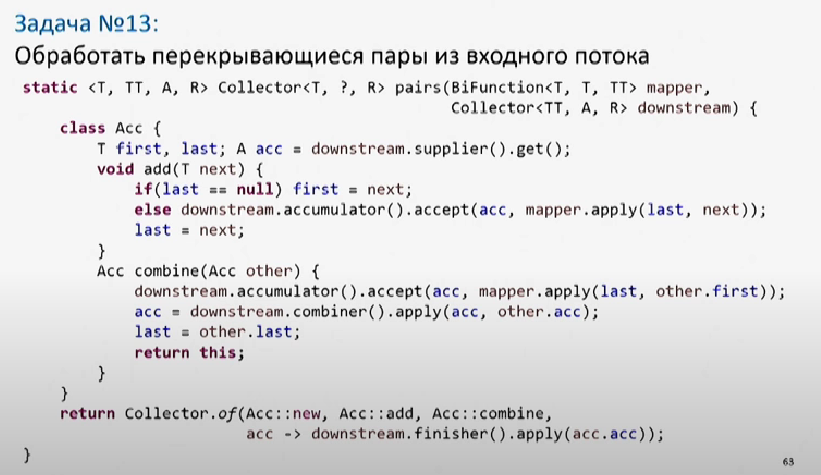 Задача №13:
Обработать перекрывающиеся пары из входного потока
static <T, TT, A, R> Collector<T, ?, R> pairs(BiFunction<T, T, TT> mapper,
Collector<TT, A, R> downstream) {
class Acc {
T first, last; A acc = downstream.supplier().get();
void add(T next) {
if(last == null) first = next;
else downstream.accumulator().accept(acc, mapper.apply(last, next));
last = next;
}
Acc combine(Acc other) {
downstream.accumulator().accept(acc, mapper.apply(last, other.first));
acc = downstream.combiner().apply(acc, other.acc);
last = other.last;
return this;
}
}
return Collector.of(Acc::new, Acc::add, Acc::combine,
acc -> downstream.finisher().apply(acc.acc));
}
63